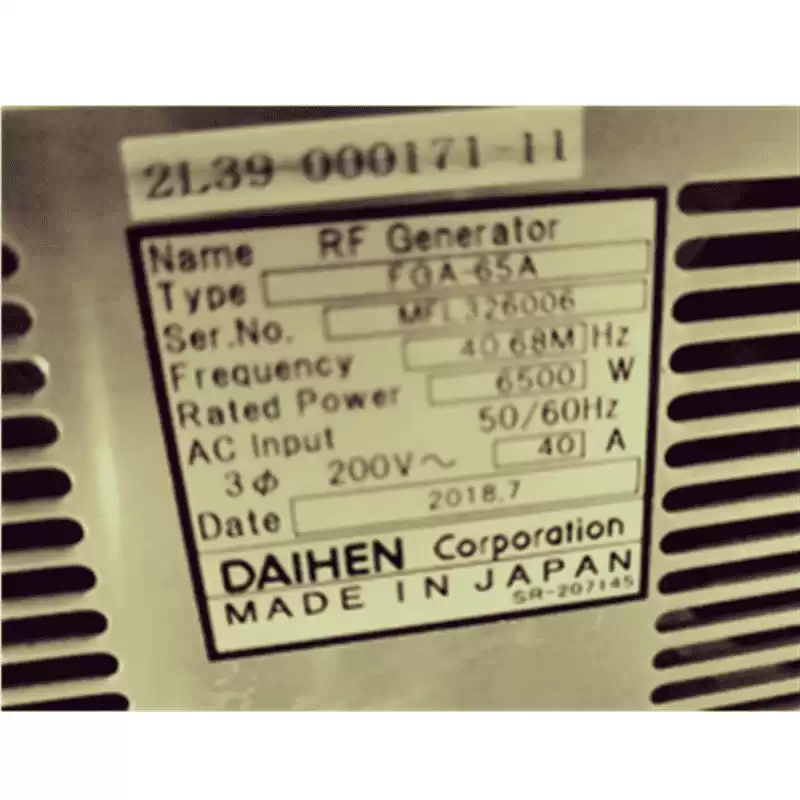 2L39-000171-11
Name RF Generator
Type FGA-65A
Ser.No. MFL326006
Frequency 40.68M Hz
Rated Power 6500 W
AC Input 50/60Hz
3φ 200V～ 40 A
Date 2018.7
DAIHEN Corporation
MADE IN JAPAN
SR-207145